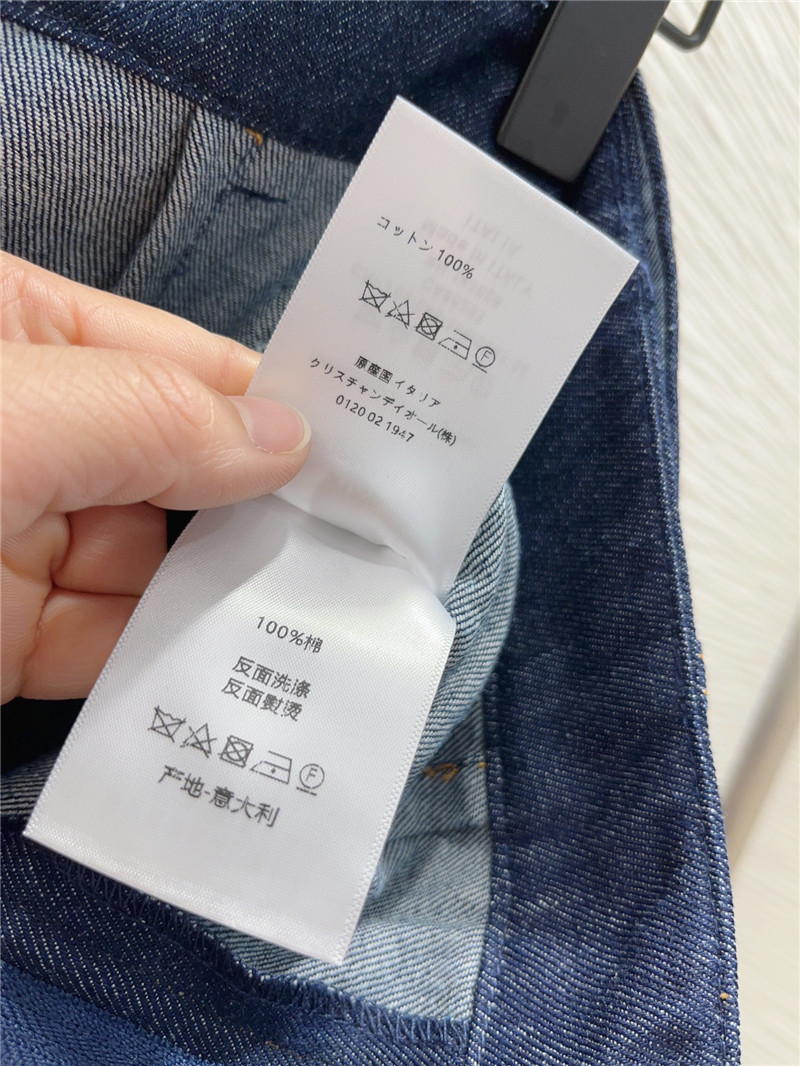 コットン 100%
F
原産国 イタリア
クリスチャンディオール(株)
0120 02 1947
100%棉
反面洗涤
反面熨烫
F
产地-意大利